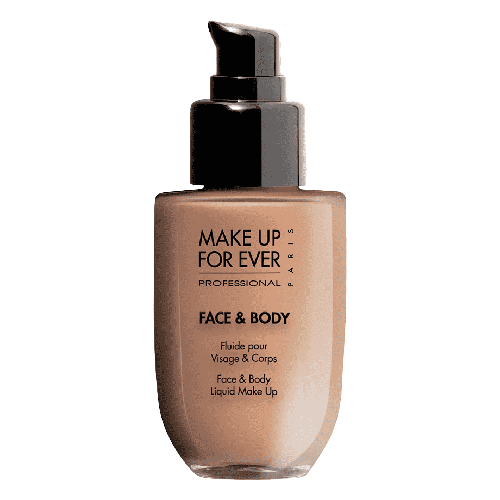 MAKE UP
FOR EVER
PARIS
PROFESSIONAL
FACE & BODY
Fluide pour
Visage & Corps
Face & Body
Liquid Make Up